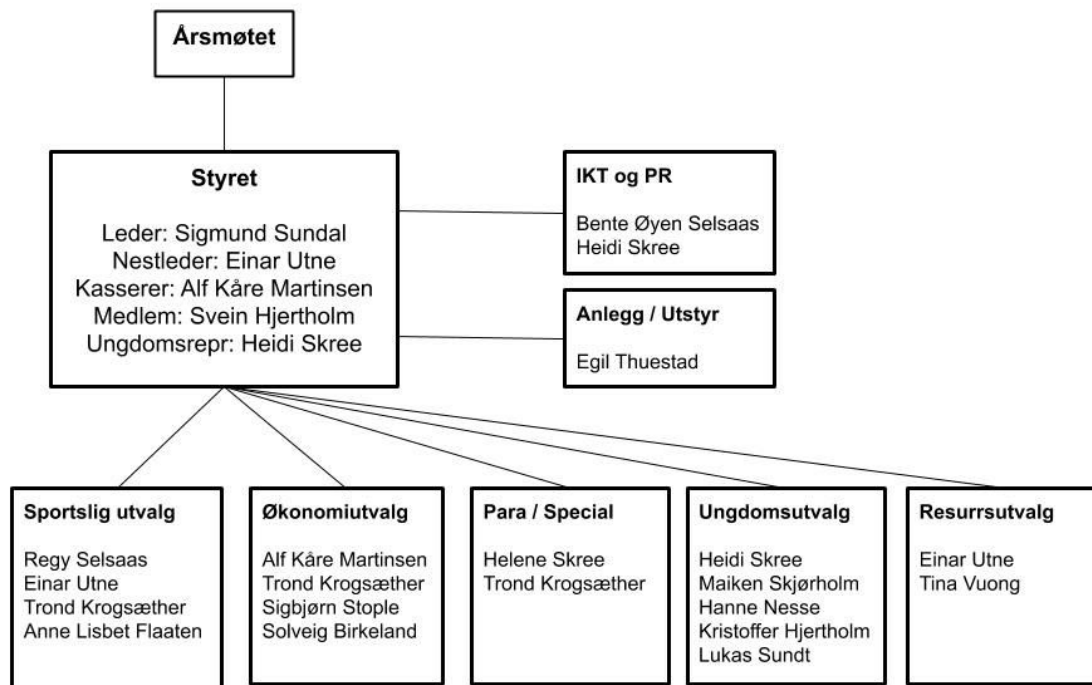 Årsmøtet
Styret
Leder: Sigmund Sundal
Nestleder: Einar Utne
Kasserer: Alf Kåre Martinsen
Medlem: Svein Hjertholm
Ungdomsrepr: Heidi Skree
IKT og PR
Bente Øyen Selsaas
Heidi Skree
Anlegg / Utstyr
Egil Thuestad
Sportslig utvalg
Regy Selsaas
Einar Utne
Trond Krogsæther
Anne Lisbet Flaaten
Økonomiutvalg
Alf Kåre Martinsen
Trond Krogsæther
Sigbjørn Stople
Solveig Birkeland
Para / Special
Helene Skree
Trond Krogsæther
Ungdomsutvalg
Heidi Skree
Maiken Skjørholm
Hanne Nesse
Kristoffer Hjertholm
Lukas Sundt
Resurrsutvalg
Einar Utne
Tina Vuong